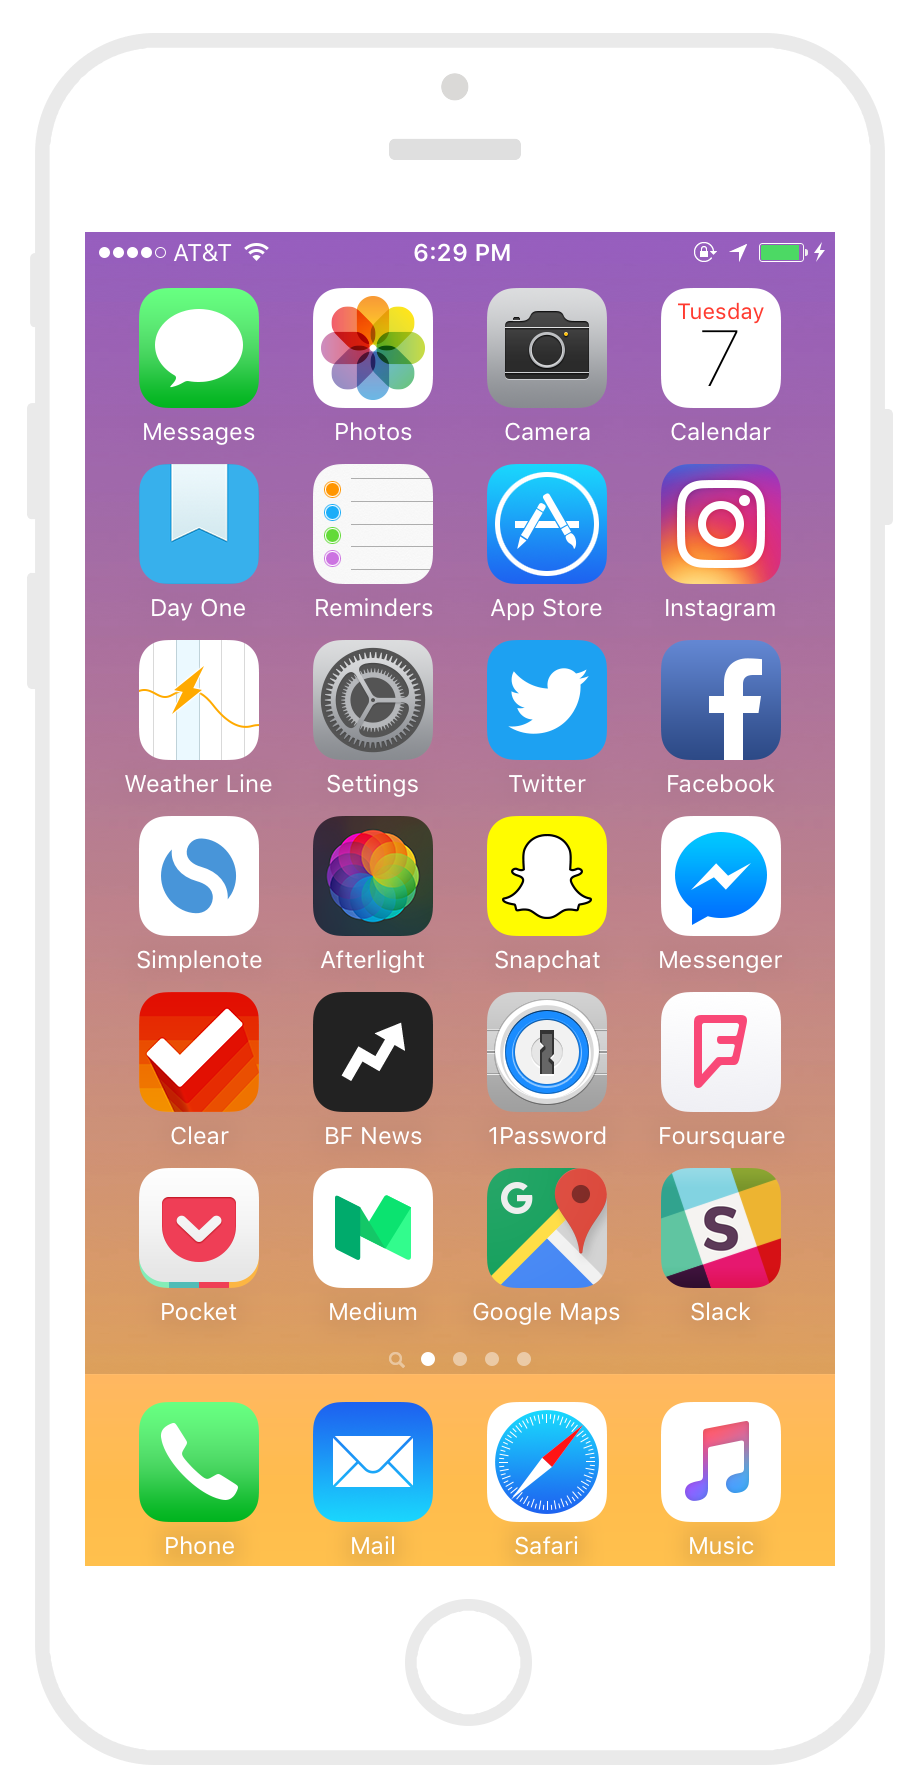 AT&T 6:29 PM
Tuesday
7
Messages Photos Camera Calendar
Day One Reminders App Store Instagram
Weather Line Settings Twitter Facebook
Simplenote Afterlight Snapchat Messenger
Clear BF News 1Password Foursquare
G S
Pocket Medium Google Maps Slack
Phone Mail Safari Music